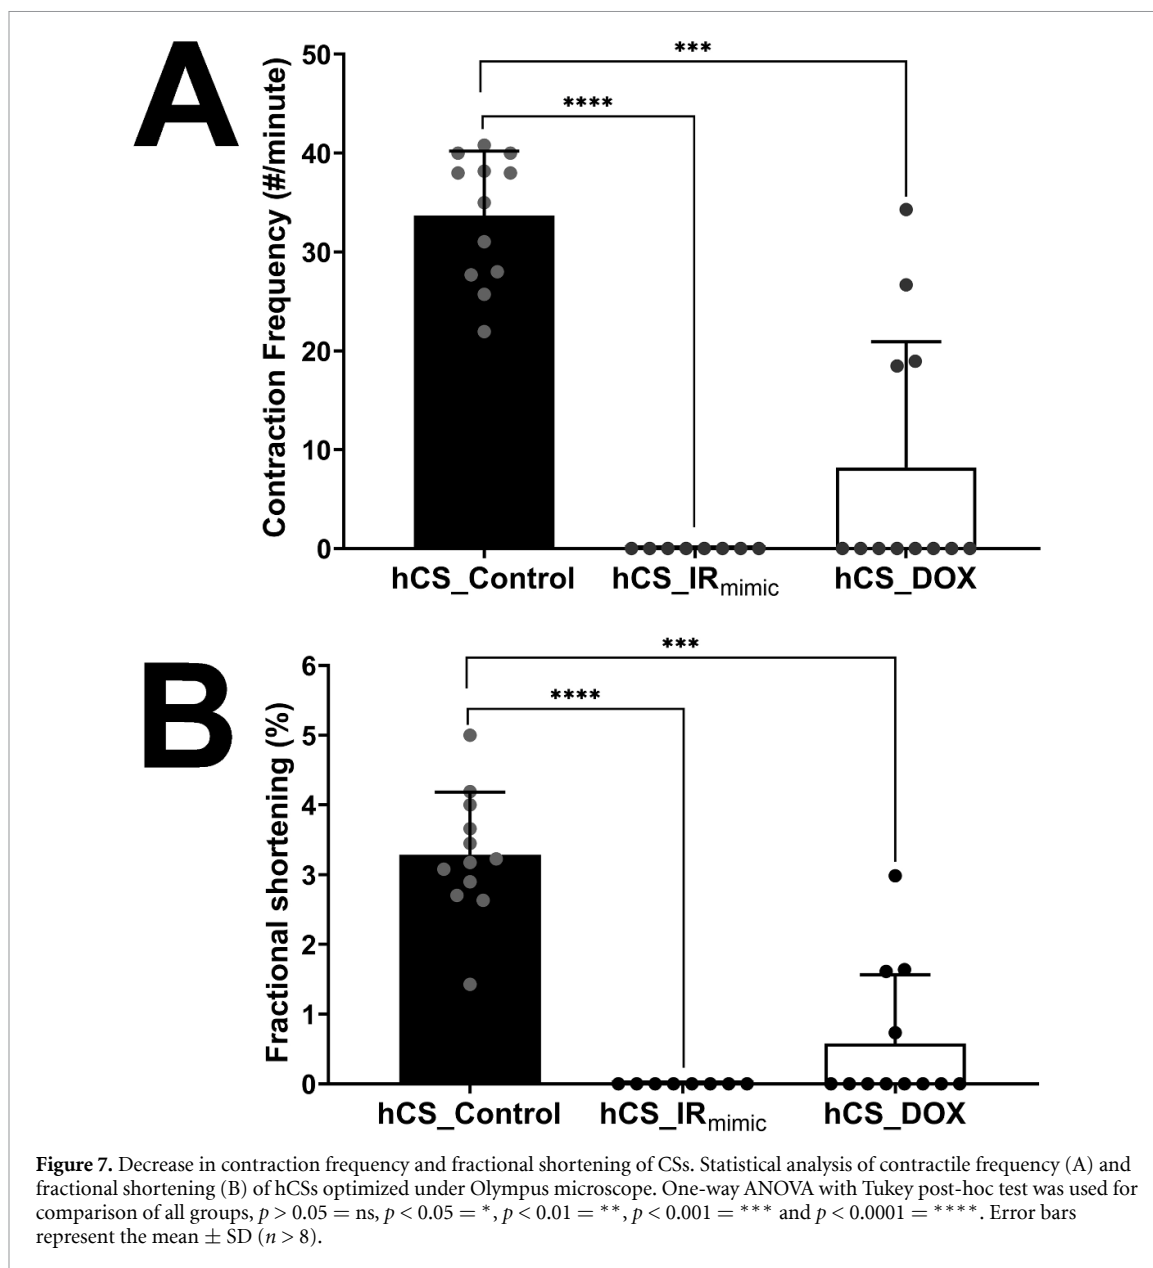 A
Contraction Frequency (#/minute)
50
40
30
20
10
0
***
****
hCS_Control hCS_IRmimic hCS_DOX
B
Fractional shortening (%)
6
5
4
3
2
1
0
***
****
hCS_Control hCS_IRmimic hCS_DOX
Figure 7. Decrease in contraction frequency and fractional shortening of CSs. Statistical analysis of contractile frequency (A) and
fractional shortening (B) of hCSs optimized under Olympus microscope. One-way ANOVA with Tukey post-hoc test was used for
comparison of all groups, p > 0.05 = ns, p < 0.05 = *, p < 0.01 = **, p < 0.001 = *** and p < 0.0001 = ****. Error bars
represent the mean ± SD (n > 8).